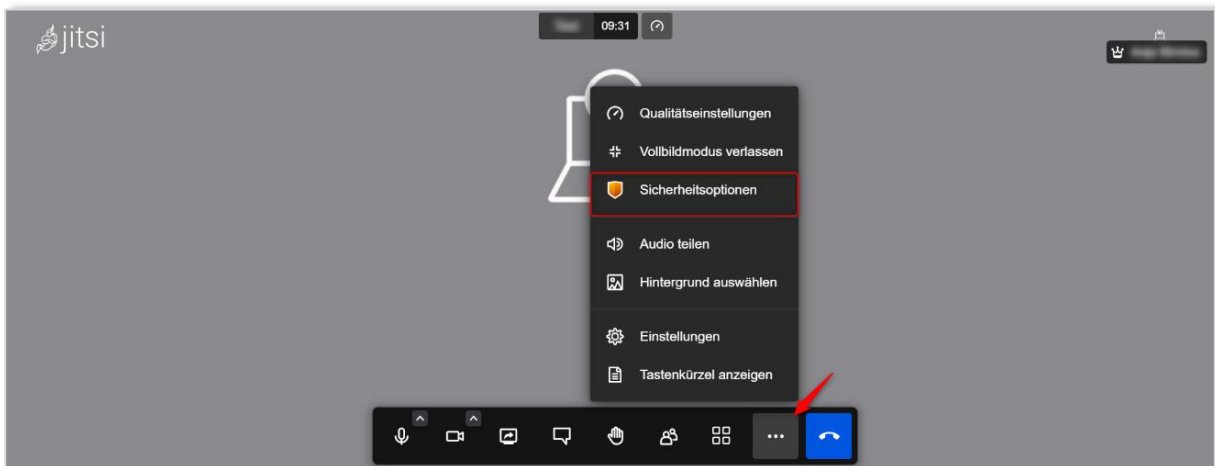 jitsi
09:31
Qualitätseinstellungen
Vollbildmodus verlassen
Sicherheitsoptionen
Audio teilen
Hintergrund auswählen
Einstellungen
Tastenkürzel anzeigen